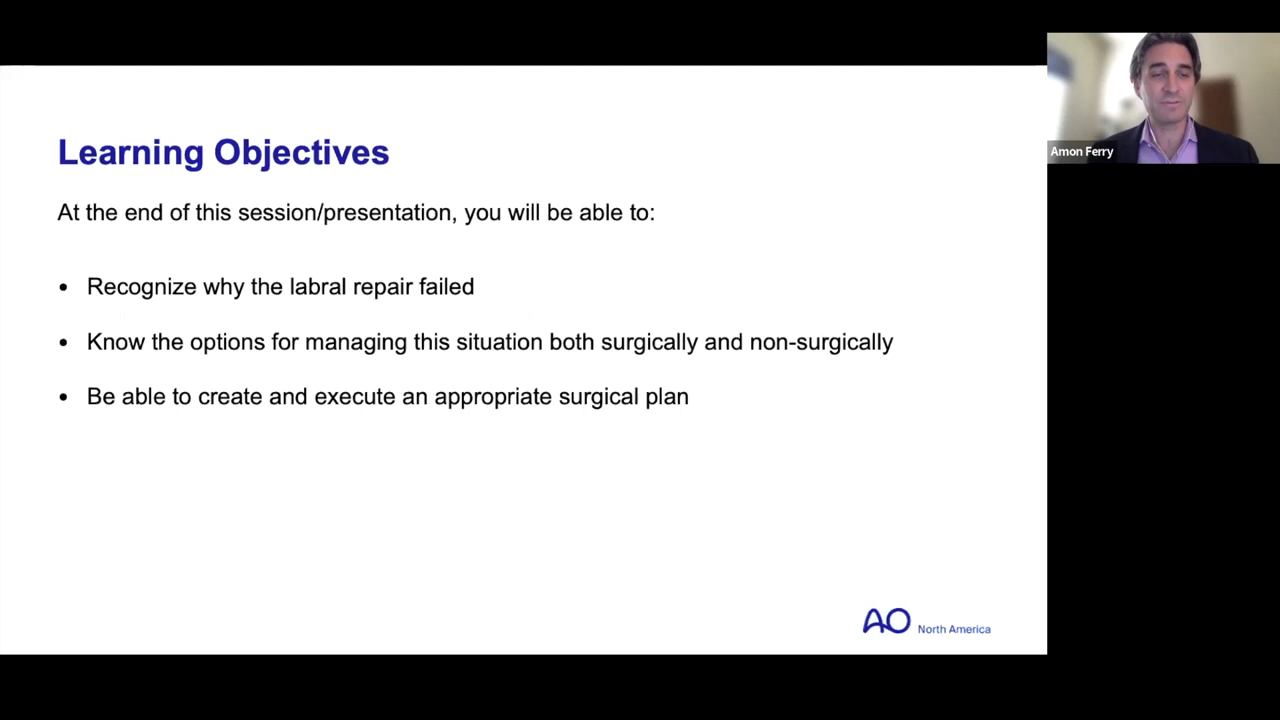 Learning Objectives
At the end of this session/presentation, you will be able to:
• Recognize why the labral repair failed
• Know the options for managing this situation both surgically and non-surgically
• Be able to create and execute an appropriate surgical plan
AO North America
Amon Ferry